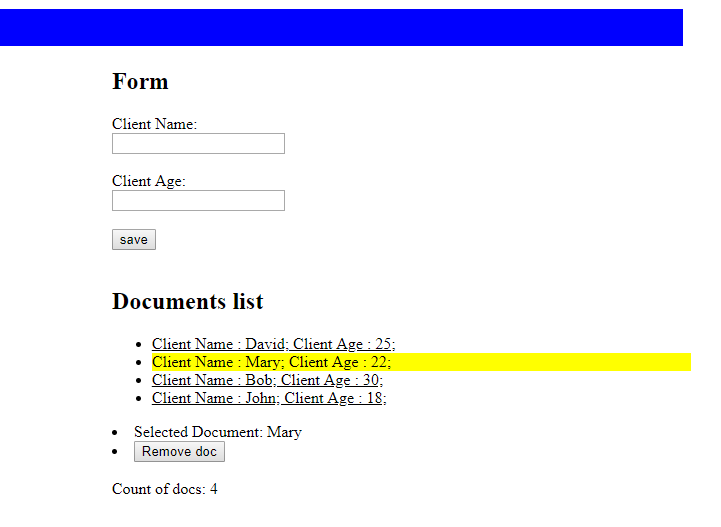 Form
Client Name:
Client Age:
save
Documents list
Client Name : David; Client Age : 25;
Client Name : Mary; Client Age : 22;
Client Name : Bob; Client Age : 30;
Client Name : John; Client Age : 18;
Selected Document: Mary
Remove doc
Count of docs: 4